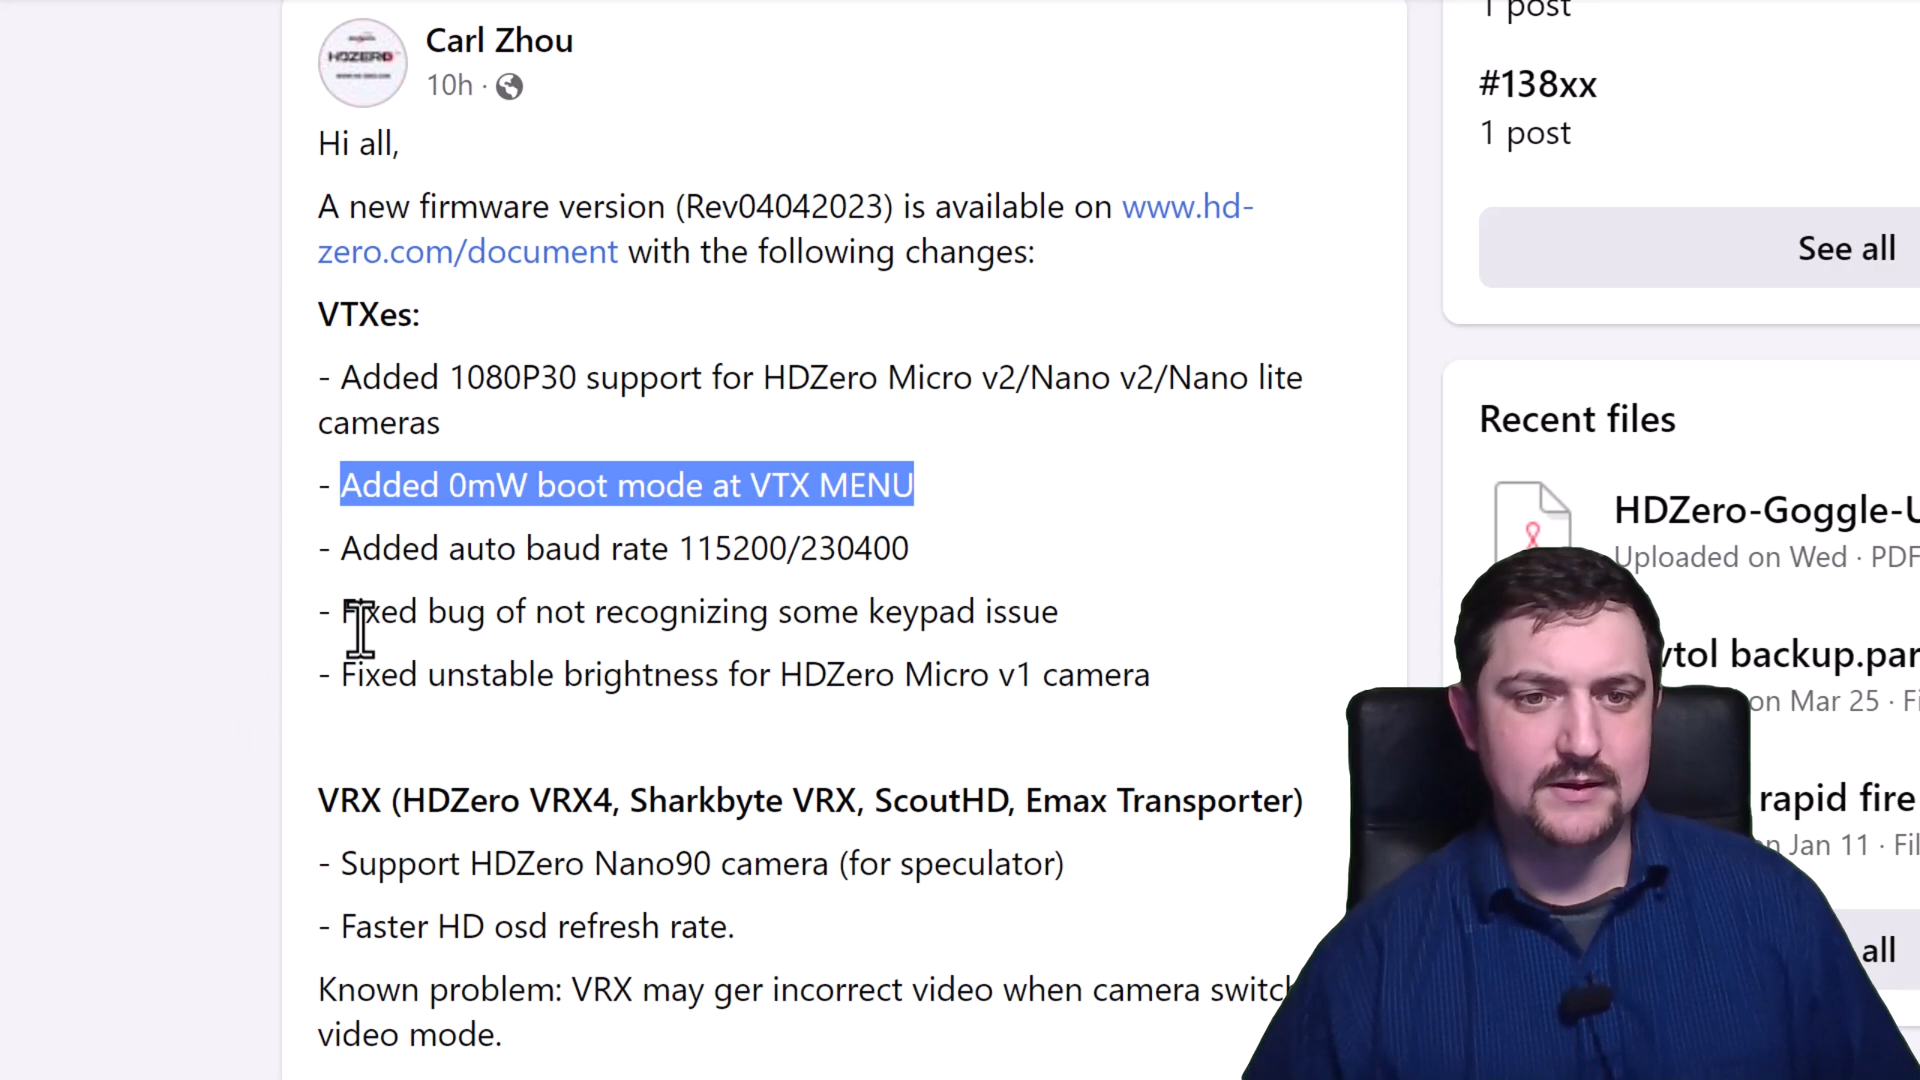 Carl Zhou
10h ·
HDZERO
Hi all,
A new firmware version (Rev04042023) is available on www.hd-
zero.com/document with the following changes:
VTXes:
- Added 1080P30 support for HDZero Micro v2/Nano v2/Nano lite
cameras
- Added 0mW boot mode at VTX MENU
- Added auto baud rate 115200/230400
- Fixed bug of not recognizing some keypad issue
- Fixed unstable brightness for HDZero Micro v1 camera
VRX (HDZero VRX4, Sharkbyte VRX, ScoutHD, Emax Transporter)
- Support HDZero Nano90 camera (for speculator)
- Faster HD osd refresh rate.
Known problem: VRX may ger incorrect video when camera switch
video mode.
1 post
#138xx
1 post
See all
Recent files
HDZero-Goggle-U
Uploaded on Wed · PDF
vtol backup.par
on Mar 25 · Fi
rapid fire
on Jan 11 · Fil
all